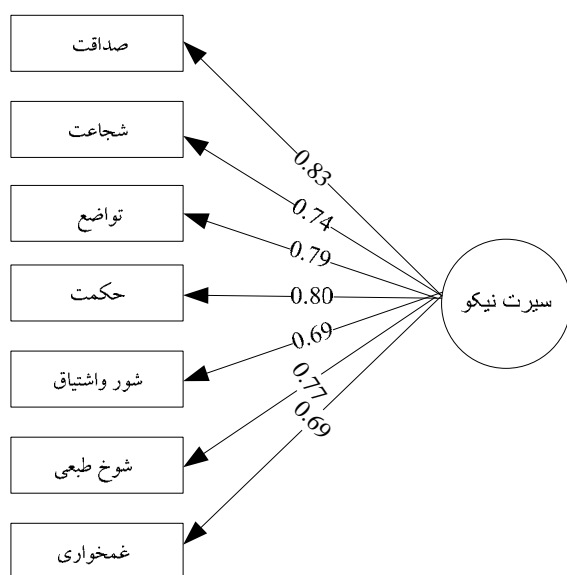 صداقت
شجاعت
تواضع
حکمت
شور واشتیاق
شوخ طبعی
غمخواری
0.83
0.74
0.79
0.80
0.69
0.77
0.69
سیرت نیکو